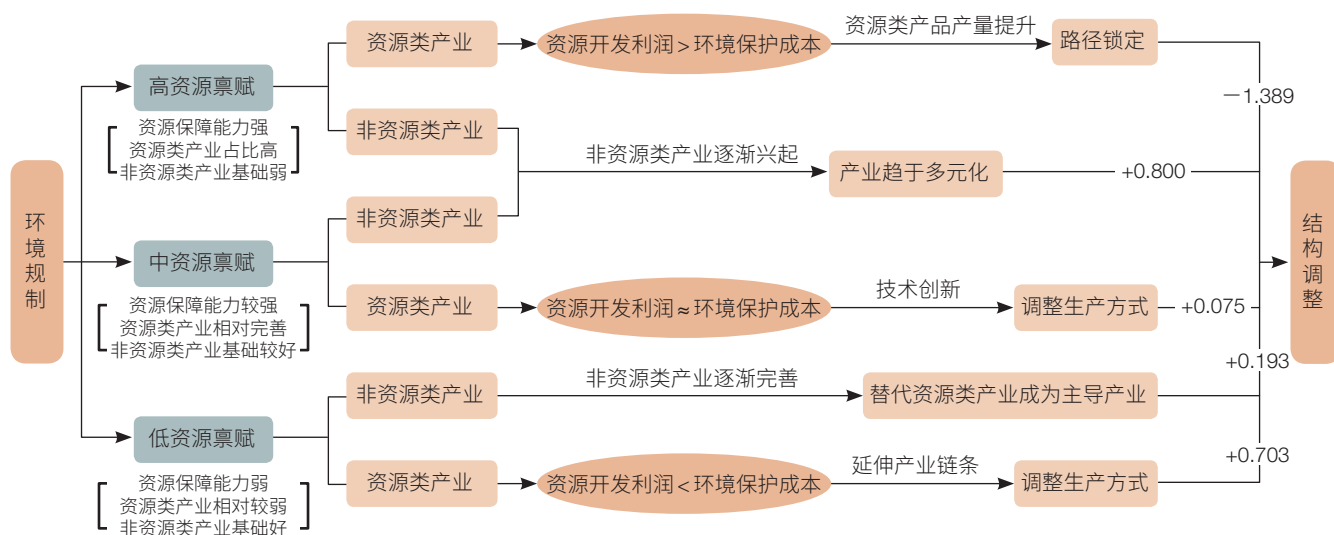 环境规制
高资源禀赋
资源保障能力强
资源类产业占比高
非资源类产业基础弱
中资源禀赋
资源保障能力较强
资源类产业相对完善
非资源类产业基础较好
低资源禀赋
资源保障能力弱
资源类产业相对较弱
非资源类产业基础好
资源类产业
资源开发利润>环境保护成本
资源类产品产量提升
路径锁定
−1.389
非资源类产业
非资源类产业
非资源类产业逐渐兴起
产业趋于多元化
+0.800
资源类产业
资源开发利润≈环境保护成本
技术创新
调整生产方式
+0.075
非资源类产业
非资源类产业逐渐完善
替代资源类产业成为主导产业
+0.193
资源类产业
资源开发利润<环境保护成本
延伸产业链条
调整生产方式
+0.703
结构调整